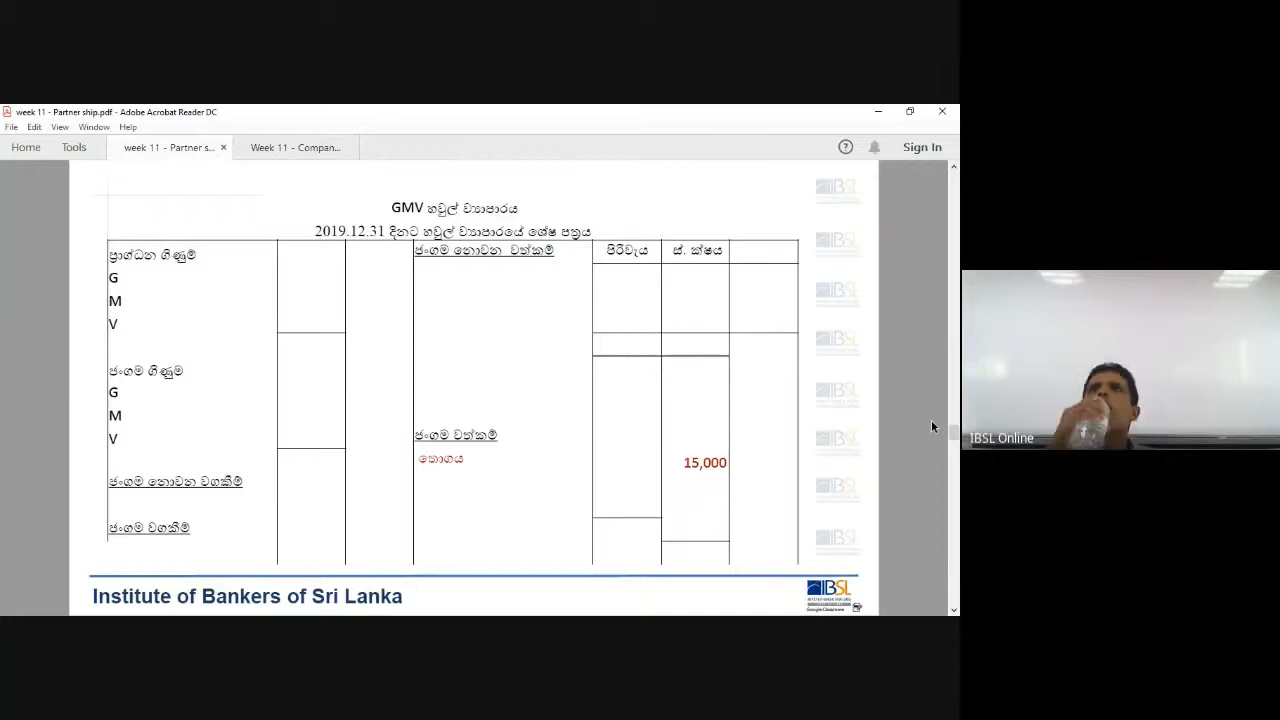 week 11 - Partner ship.pdf - Adobe Acrobat Reader DC
File Edit View Window Help
Home Tools week 11 - Partner s... × Week 11 - Compan... Sign In
GMV හවුල් ව්‍යාපාරය
2019.12.31 දිනට හවුල් ව්‍යාපාරයේ ශේෂ පත්‍රය
ප්‍රාග්ධන ගිණුම් ජංගම නොවන වත්කම් පිරිවැය ස්. ක්ෂය
G
M
V
ජංගම ගිණුම
G
M
V ජංගම වත්කම්
තොගය 15,000
ජංගම නොවන වගකීම්
ජංගම වගකීම්
IBSL Online
Institute of Bankers of Sri Lanka
IBSL
Google Classroom